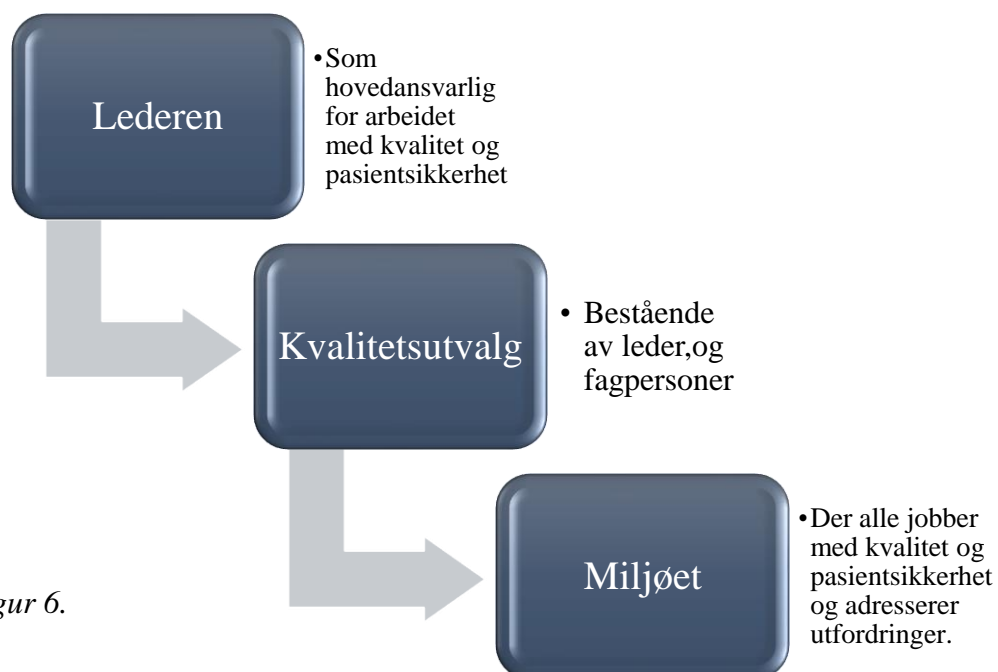 Lederen
•Som
hovedansvarlig
for arbeidet
med kvalitet og
pasientsikkerhet
Kvalitetsutvalg
• Bestående
av leder,og
fagpersoner
Miljøet
•Der alle jobber
med kvalitet og
pasientsikkerhet
og adresserer
utfordringer.
gur 6.